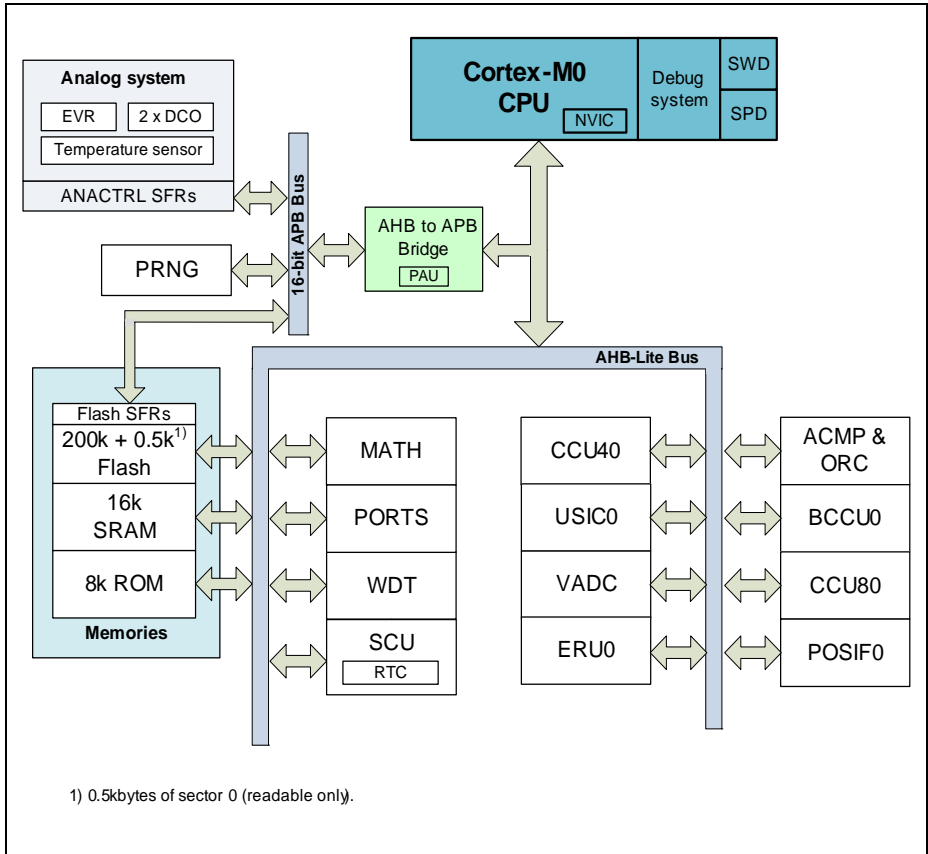 Analog system
EVR
2 x DCO
Temperature sensor
ANACTRL SFRs
Cortex-M0
CPU
NVIC
Debug
system
SWD
SPD
16-bit APB Bus
AHB to APB
Bridge
PAU
PRNG
AHB-Lite Bus
Flash SFRs
200k + 0.5k1)
Flash
16k
SRAM
8k ROM
Memories
MATH
PORTS
WDT
SCU
RTC
CCU40
USIC0
VADC
ERU0
ACMP &
ORC
BCCU0
CCU80
POSIF0
1) 0.5kbytes of sector 0 (readable only).